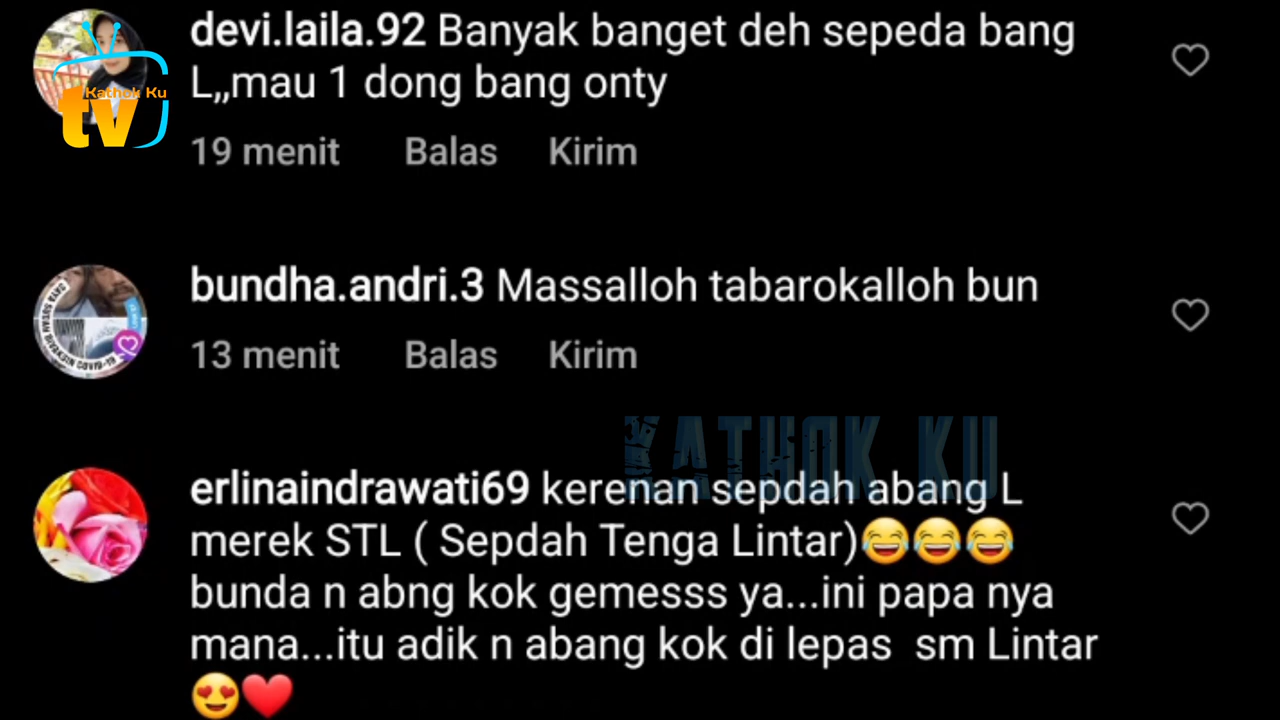 devi.laila.92 Banyak banget deh sepeda bang
L,,mau 1 dong bang onty
Kathok Ku
tv
19 menit Balas Kirim
bundha.andri.3 Massalloh tabarokalloh bun
13 menit Balas Kirim
KATHOK KU
erlinaindrawati69 kerenan sepdah abang L
merek STL ( Sepdah Tenga Lintar)😂😂😂
bunda n abng kok gemesss ya...ini papa nya
mana...itu adik n abang kok di lepas sm Lintar
😍❤️